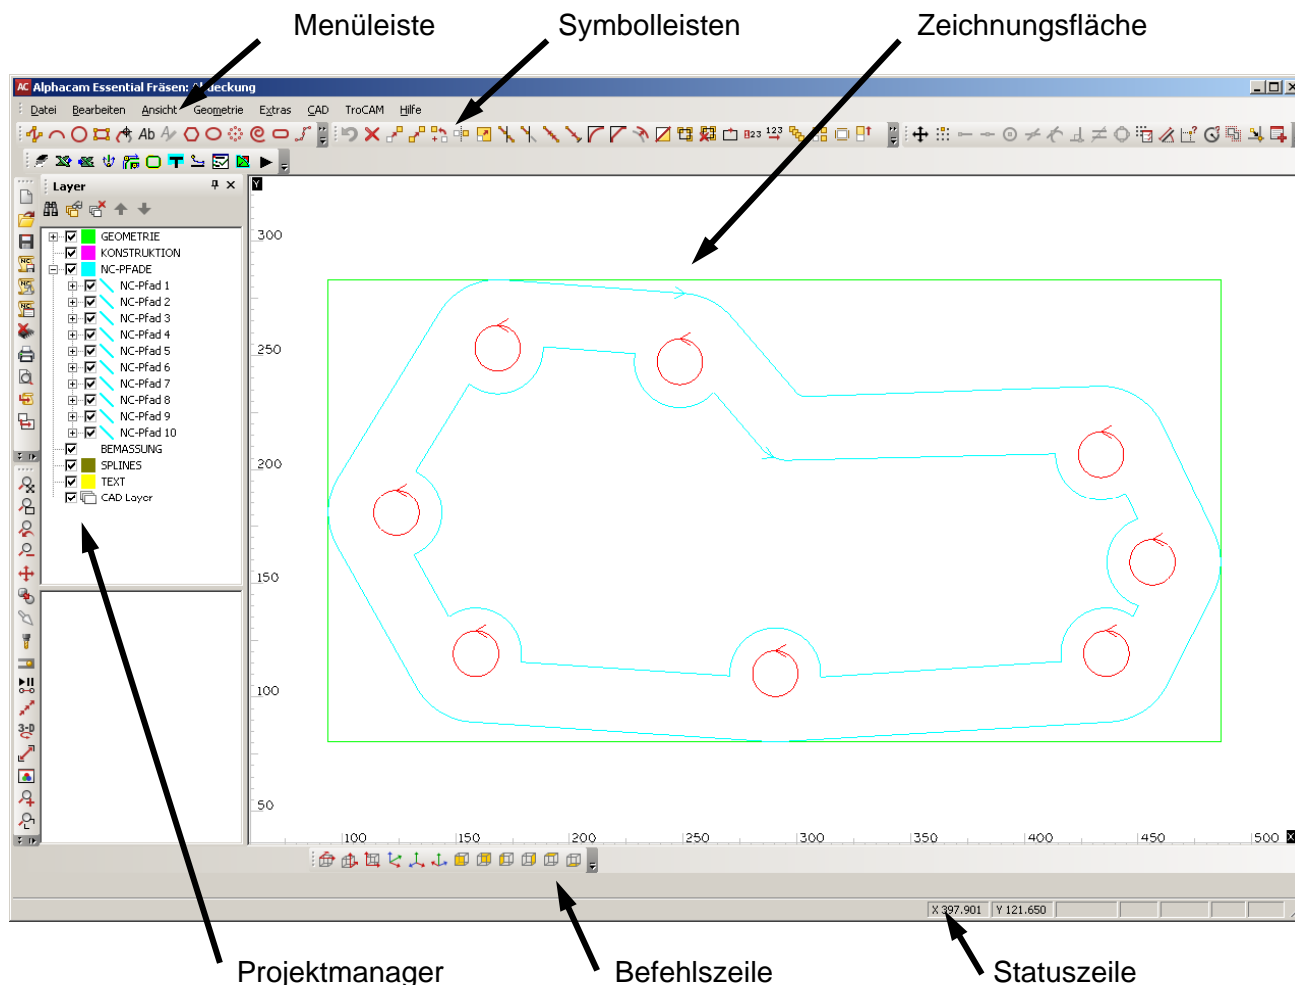 Menüleiste Symbolleisten Zeichnungsfläche
Alphacam Essential Fräsen: Abdeckung
Datei Bearbeiten Ansicht Geometrie Extras CAD TroCAM Hilfe
Layer
GEOMETRIE
KONSTRUKTION
NC-PFADE
NC-Pfad 1
NC-Pfad 2
NC-Pfad 3
NC-Pfad 4
NC-Pfad 5
NC-Pfad 6
NC-Pfad 7
NC-Pfad 8
NC-Pfad 9
NC-Pfad 10
BEMASSUNG
SPLINES
TEXT
CAD Layer
Y
300
250
200
150
100
50
100 150 200 250 300 350 400 450 500 X
X 397.901 Y 121.650
Projektmanager Befehlszeile Statuszeile